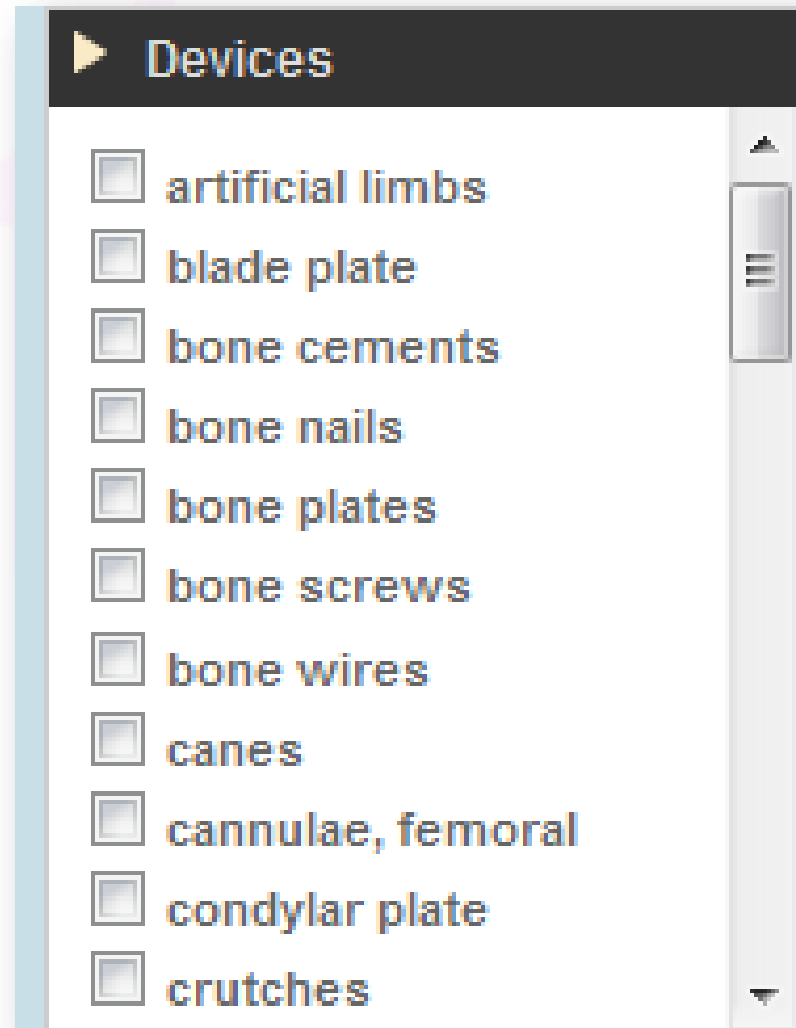 Devices
artificial limbs
blade plate
bone cements
bone nails
bone plates
bone screws
bone wires
canes
cannulae, femoral
condylar plate
crutches